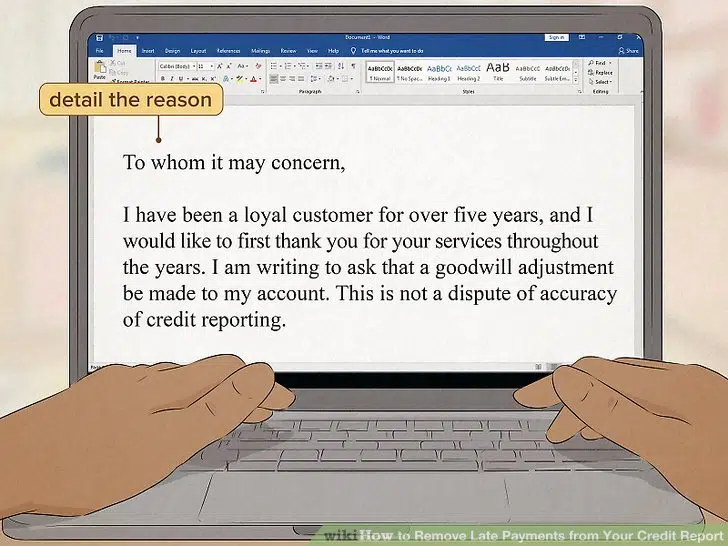 Document1 - Word
Sign in
File Home Insert Design Layout References Mailings Review View Help Tell me what you want to do Share
Cut
Copy
Format Painter
Paste
Calibri (Body) 11
B I U
AaBbCcDc AaBbCcDc AaBbCc AaBbCc AaB AaBbCcC AaBbCcDc
1 Normal 1 No Spac... Heading 1 Heading 2 Title Subtitle Subtle Em...
Find
Replace
Select
Paragraph Styles Editing
detail the reason
To whom it may concern,
I have been a loyal customer for over five years, and I
would like to first thank you for your services throughout
the years. I am writing to ask that a goodwill adjustment
be made to my account. This is not a dispute of accuracy
of credit reporting.
wikiHow to Remove Late Payments from Your Credit Report